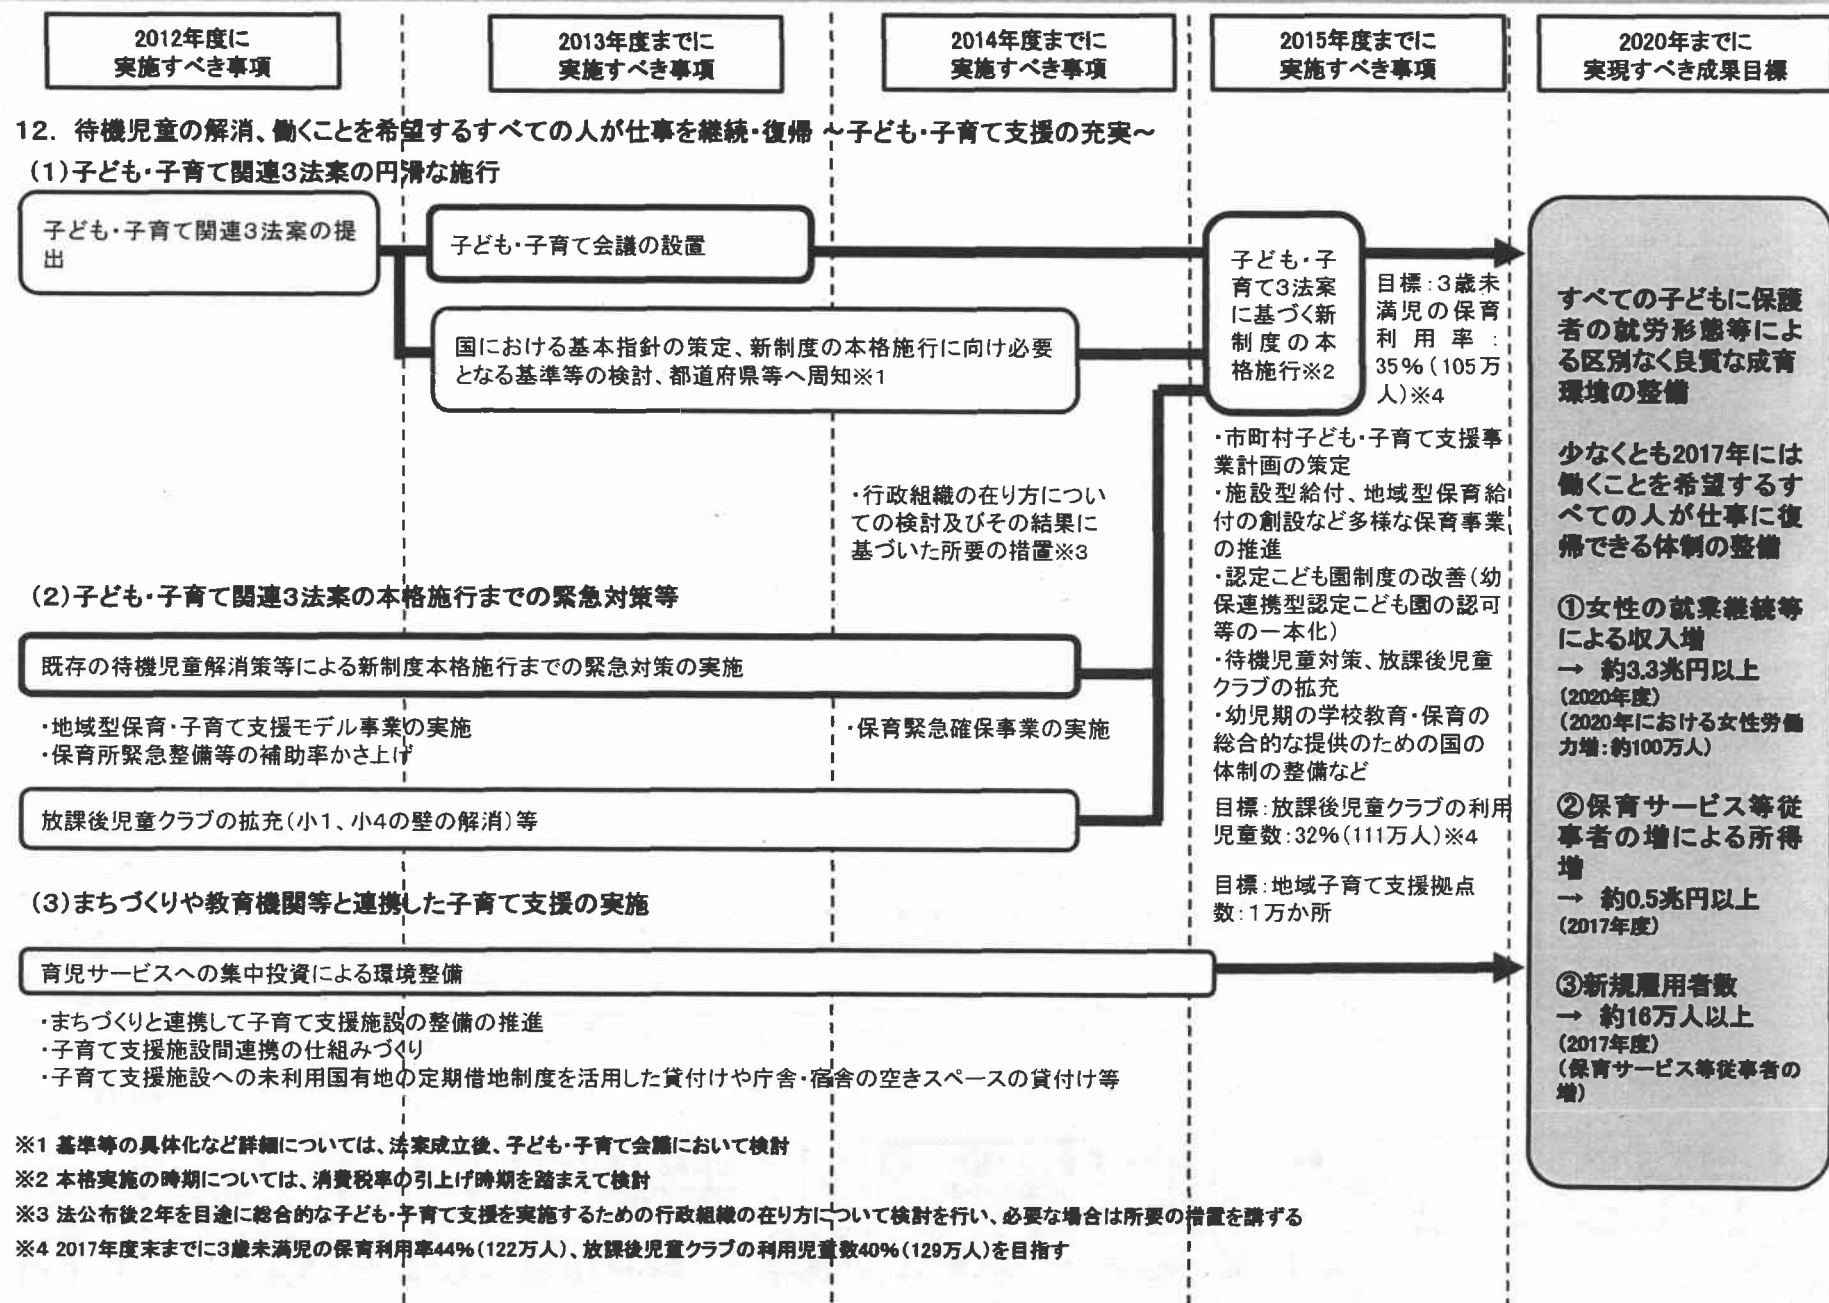 2012年度に
実施すべき事項
2013年度までに
実施すべき事項
2014年度までに
実施すべき事項
2015年度までに
実施すべき事項
2020年までに
実現すべき成果目標
12. 待機児童の解消、働くことを希望するすべての人が仕事を継続・復帰 ～子ども・子育て支援の充実～
(1)子ども・子育て関連3法案の円滑な施行
子ども・子育て関連3法案の提
出
子ども・子育て会議の設置
国における基本指針の策定、新制度の本格施行に向け必要
となる基準等の検討、都道府県等へ周知※1
子ども・子
育て3法案
に基づく新
制度の本
格施行※2
目標：3歳未
満児の保育
利用率：
35%(105万
人)※4
・行政組織の在り方につい
ての検討及びその結果に
基づいた所要の措置※3
・市町村子ども・子育て支援事
業計画の策定
・施設型給付、地域型保育給
付の創設など多様な保育事業
の推進
・認定こども園制度の改善(幼
保連携型認定こども園の認可
等の一本化)
・待機児童対策、放課後児童
クラブの拡充
・幼児期の学校教育・保育の
総合的な提供のための国の
体制の整備など
目標：放課後児童クラブの利用
児童数：32%(111万人)※4
目標：地域子育て支援拠点
数：1万か所
(2)子ども・子育て関連3法案の本格施行までの緊急対策等
既存の待機児童解消策等による新制度本格施行までの緊急対策の実施
・地域型保育・子育て支援モデル事業の実施
・保育所緊急整備等の補助率かさ上げ
・保育緊急確保事業の実施
放課後児童クラブの拡充(小1、小4の壁の解消)等
(3)まちづくりや教育機関等と連携した子育て支援の実施
育児サービスへの集中投資による環境整備
・まちづくりと連携して子育て支援施設の整備の推進
・子育て支援施設間連携の仕組みづくり
・子育て支援施設への未利用国有地の定期借地制度を活用した貸付けや庁舎・宿舎の空きスペースの貸付け等
すべての子どもに保護
者の就労形態等によ
る区別なく良質な成育
環境の整備
少なくとも2017年には
働くことを希望するす
べての人が仕事に復
帰できる体制の整備
①女性の就業継続等
による収入増
→ 約3.3兆円以上
(2020年度)
(2020年における女性労働
力増：約100万人)
②保育サービス等従
事者の増による所得
増
→ 約0.5兆円以上
(2017年度)
③新規雇用者数
→ 約16万人以上
(2017年度)
(保育サービス等従事者の
増)
※1 基準等の具体化など詳細については、法案成立後、子ども・子育て会議において検討
※2 本格実施の時期については、消費税率の引上げ時期を踏まえて検討
※3 法公布後2年を目途に総合的な子ども・子育て支援を実施するための行政組織の在り方について検討を行い、必要な場合は所要の措置を講ずる
※4 2017年度末までに3歳未満児の保育利用率44%(122万人)、放課後児童クラブの利用児童数40%(129万人)を目指す